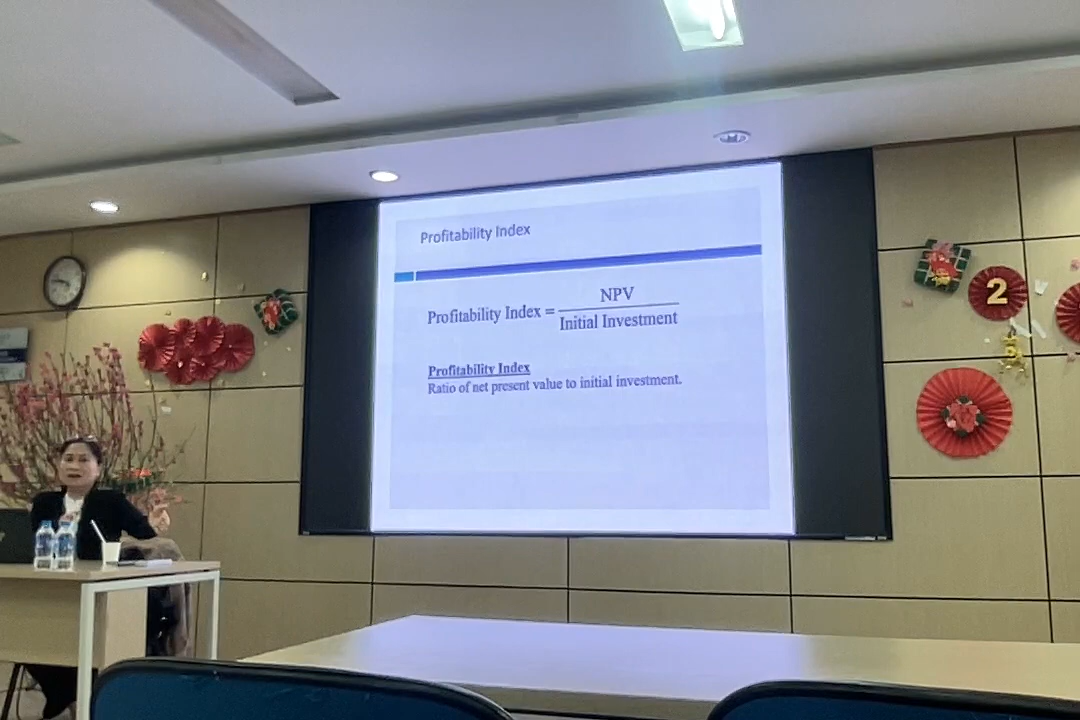 Profitability Index
Profitability Index = NPV
Initial Investment
Profitability Index
Ratio of net present value to initial investment.
2